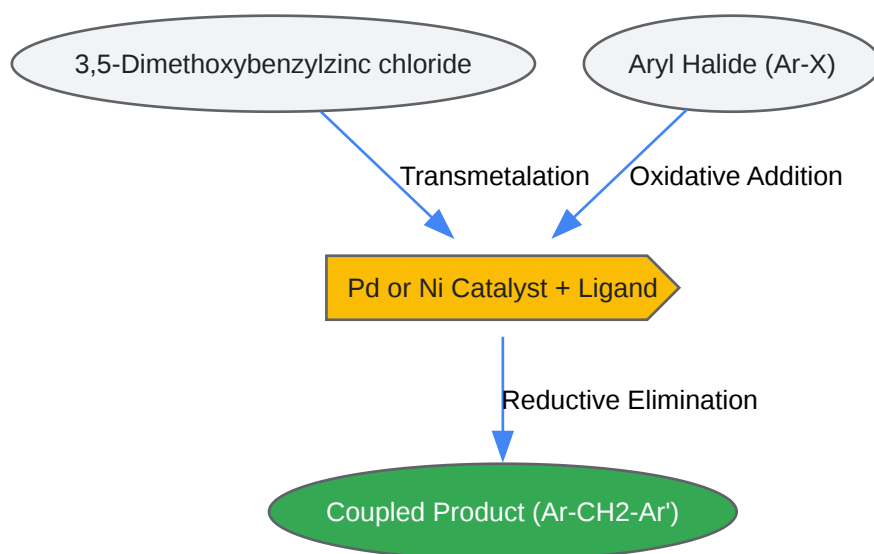 3,5-Dimethoxybenzylzinc chloride
Aryl Halide (Ar-X)
Transmetalation
Oxidative Addition
Pd or Ni Catalyst + Ligand
Reductive Elimination
Coupled Product (Ar-CH2-Ar')